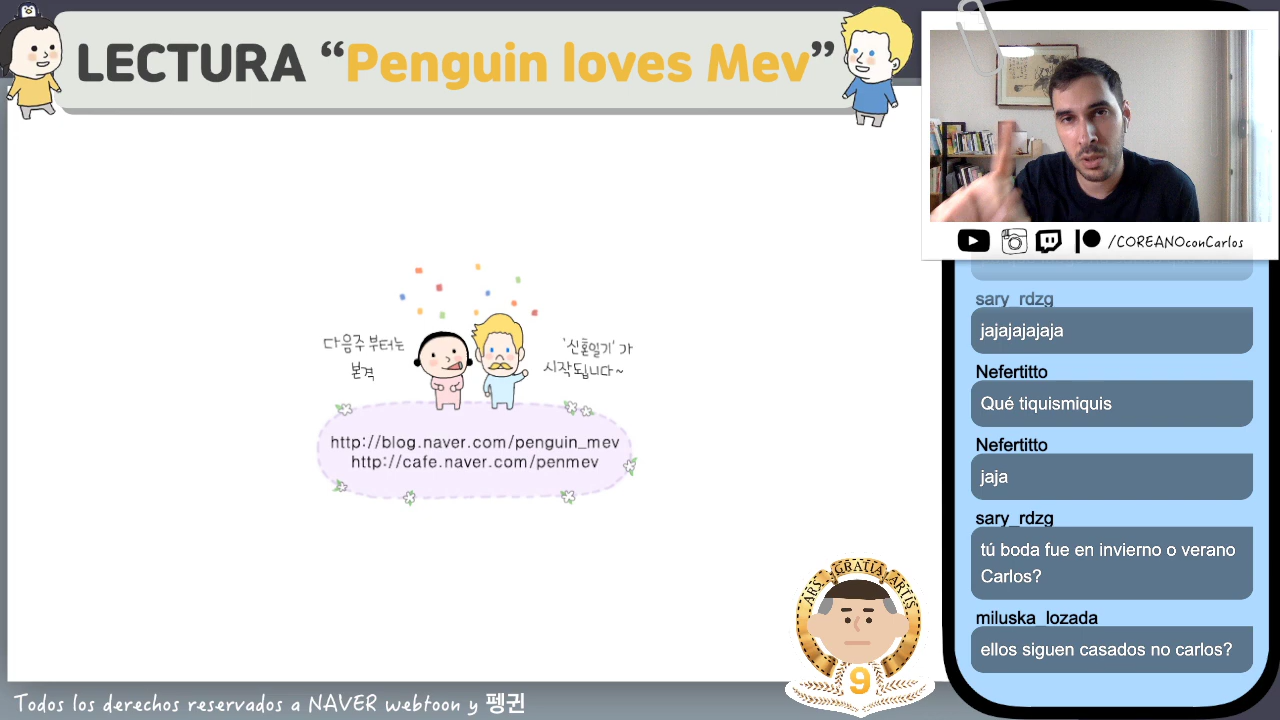 LECTURA “Penguin loves Mev”
/COREANOconCarlos
다음주 부터는
본격
'신혼일기'가
시작됩니다~
http://blog.naver.com/penguin_mev
http://cafe.naver.com/penmev
sary_rdzg
jajajajajaja
Nefertitto
Qué tiquismiquis
Nefertitto
jaja
sary_rdzg
tú boda fue en invierno o verano
Carlos?
miluska_lozada
ellos siguen casados no carlos?
ARS GRATIA ARTIS
9
Todos los derechos reservados a NAVER webtoon y 펭귄